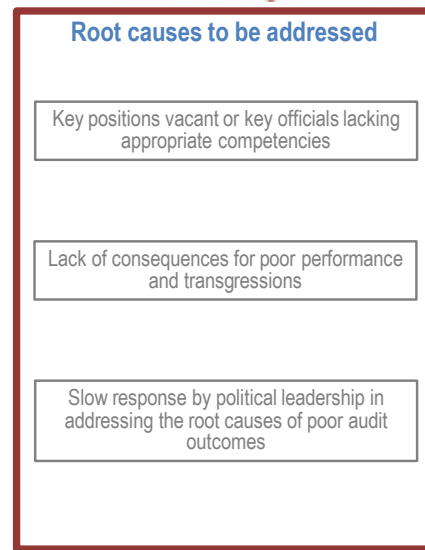 Root causes to be addressed
Key positions vacant or key officials lacking
appropriate competencies
Lack of consequences for poor performance
and transgressions
Slow response by political leadership in
addressing the root causes of poor audit
outcomes